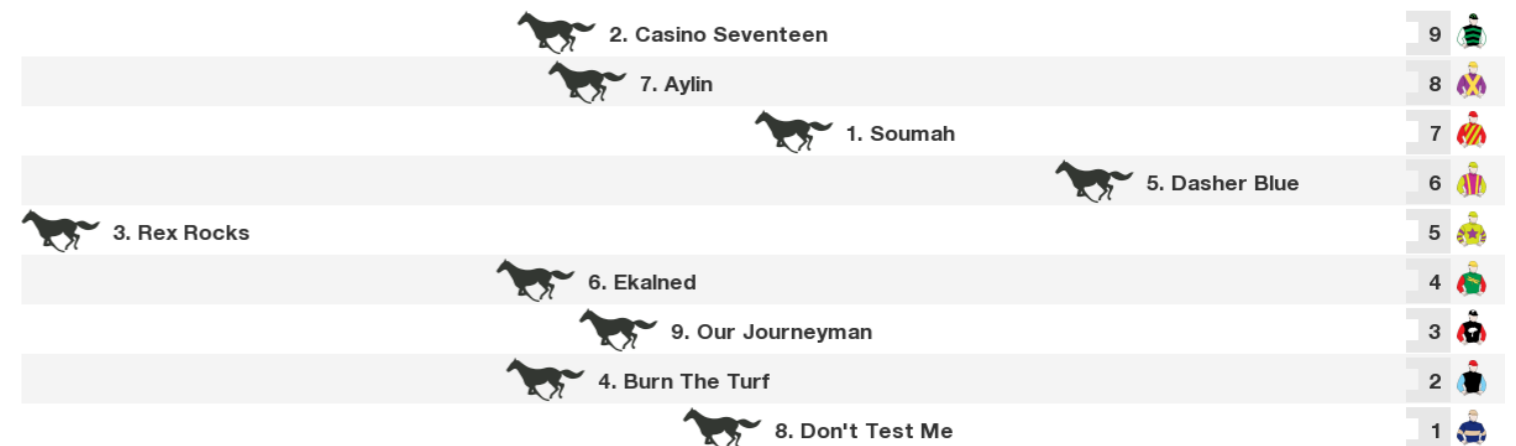 2. Casino Seventeen 9
7. Aylin 8
1. Soumah 7
5. Dasher Blue 6
3. Rex Rocks 5
6. Ekalned 4
9. Our Journeyman 3
4. Burn The Turf 2
8. Don't Test Me 1